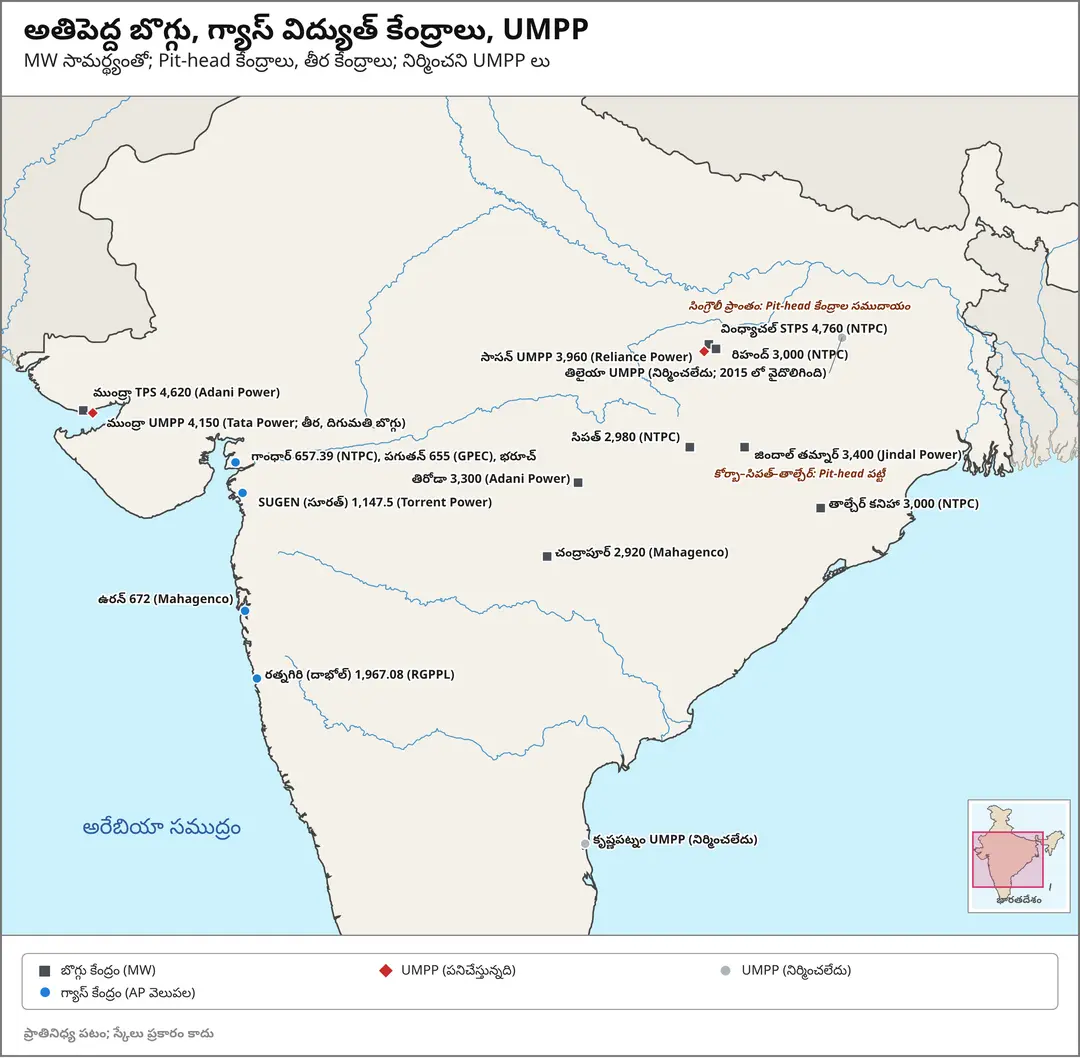 అతిపెద్ద బొగ్గు, గ్యాస్ విద్యుత్ కేంద్రాలు, UMPP
MW సామర్థ్యంతో; Pit-head కేంద్రాలు, తీర కేంద్రాలు; నిర్మించని UMPP లు
సింగ్రౌలీ ప్రాంతం: Pit-head కేంద్రాల సముదాయం
వింధ్యాచల్ STPS 4,760 (NTPC)
సాసన్ UMPP 3,960 (Reliance Power)
రిహంద్ 3,000 (NTPC)
తిలైయా UMPP (నిర్మించలేదు; 2015 లో వైదొలిగింది)
ముంద్రా TPS 4,620 (Adani Power)
ముంద్రా UMPP 4,150 (Tata Power; తీర, దిగుమతి బొగ్గు)
సిపత్ 2,980 (NTPC)
గాంధార్ 657.39 (NTPC), పగుతన్ 655 (GPEC), భరూచ్
జిందాల్ తమ్నార్ 3,400 (Jindal Power)
కోర్బా–సిపత్–తాల్చేర్: Pit-head పట్టీ
తిరోడా 3,300 (Adani Power)
SUGEN (సూరత్) 1,147.5 (Torrent Power)
తాల్చేర్ కనిహా 3,000 (NTPC)
చంద్రాపూర్ 2,920 (Mahagenco)
ఉరన్ 672 (Mahagenco)
రత్నగిరి (దాభోల్) 1,967.08 (RGPPL)
అరేబియా సముద్రం
కృష్ణపట్నం UMPP (నిర్మించలేదు)
భారతదేశం
బొగ్గు కేంద్రం (MW)
UMPP (పనిచేస్తున్నది)
UMPP (నిర్మించలేదు)
గ్యాస్ కేంద్రం (AP వెలుపల)
ప్రాతినిధ్య పటం; స్కేలు ప్రకారం కాదు